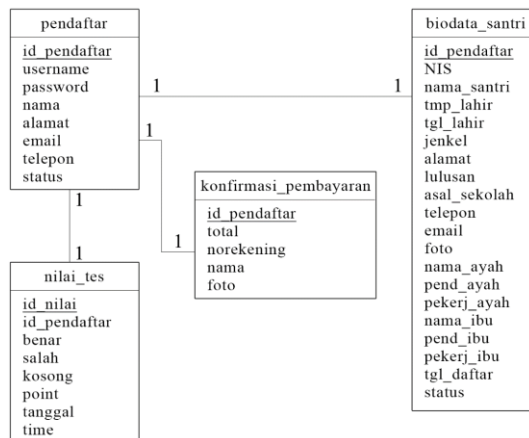 pendaftar
id_pendaftar
username
password
nama
alamat
email
telepon
status
1
1
1
1
1
1
biodata_santri
id_pendaftar
NIS
nama_santri
tmp_lahir
tgl_lahir
jenkel
alamat
lulusan
asal_sekolah
telepon
email
foto
nama_ayah
pend_ayah
pekerj_ayah
nama_ibu
pend_ibu
pekerj_ibu
tgl_daftar
status
konfirmasi_pembayaran
id_pendaftar
total
norekening
nama
foto
nilai_tes
id_nilai
id_pendaftar
benar
salah
kosong
point
tanggal
time